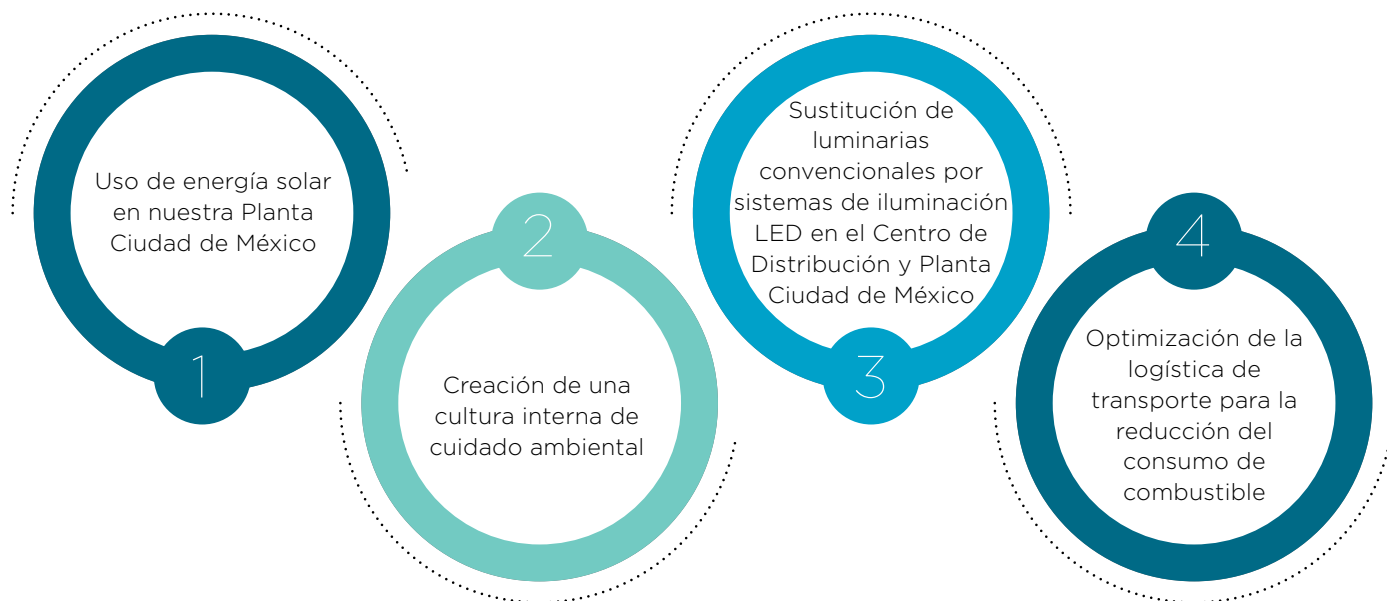 Uso de energía solar
en nuestra Planta
Ciudad de México
1
2
Creación de una
cultura interna de
cuidado ambiental
Sustitución de
luminarias
convencionales por
sistemas de iluminación
LED en el Centro de
Distribución y Planta
Ciudad de México
3
4
Optimización de la
logística de
transporte para la
reducción del
consumo de
combustible